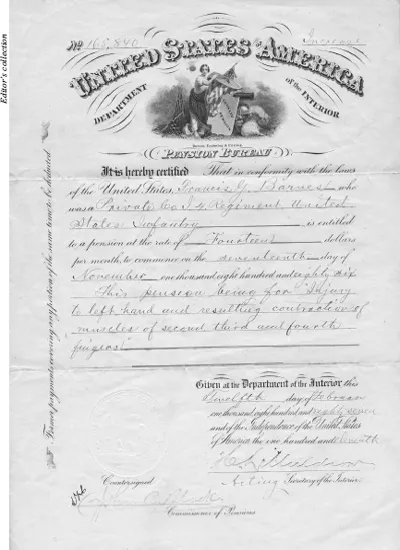 Editor's collection
No 165,840
Increase
UNITED STATES OF AMERICA
DEPARTMENT of the INTERIOR
PENSION BUREAU
It is hereby certified That in conformity with the laws
of the United States Francis Y. Barnes who
was a Private Co. I 4 Regiment United
States Infantry is entitled
to a pension at the rate of Fourteen dollars
per month, to commence on the seventeenth day of
November one thousand eight hundred and eighty six
This pension being for "Injury
to left hand and resulting contraction of
muscles of second third and fourth
fingers"
Former payments covering any portion of the same time to be deducted
Given at the Department of the Interior this
Twelfth day of February
one thousand eight hundred and eighty seven
and of the Independence of the United States
of America the one hundred and eleventh
Countersigned
Acting Secretary of the Interior
Commissioner of Pensions